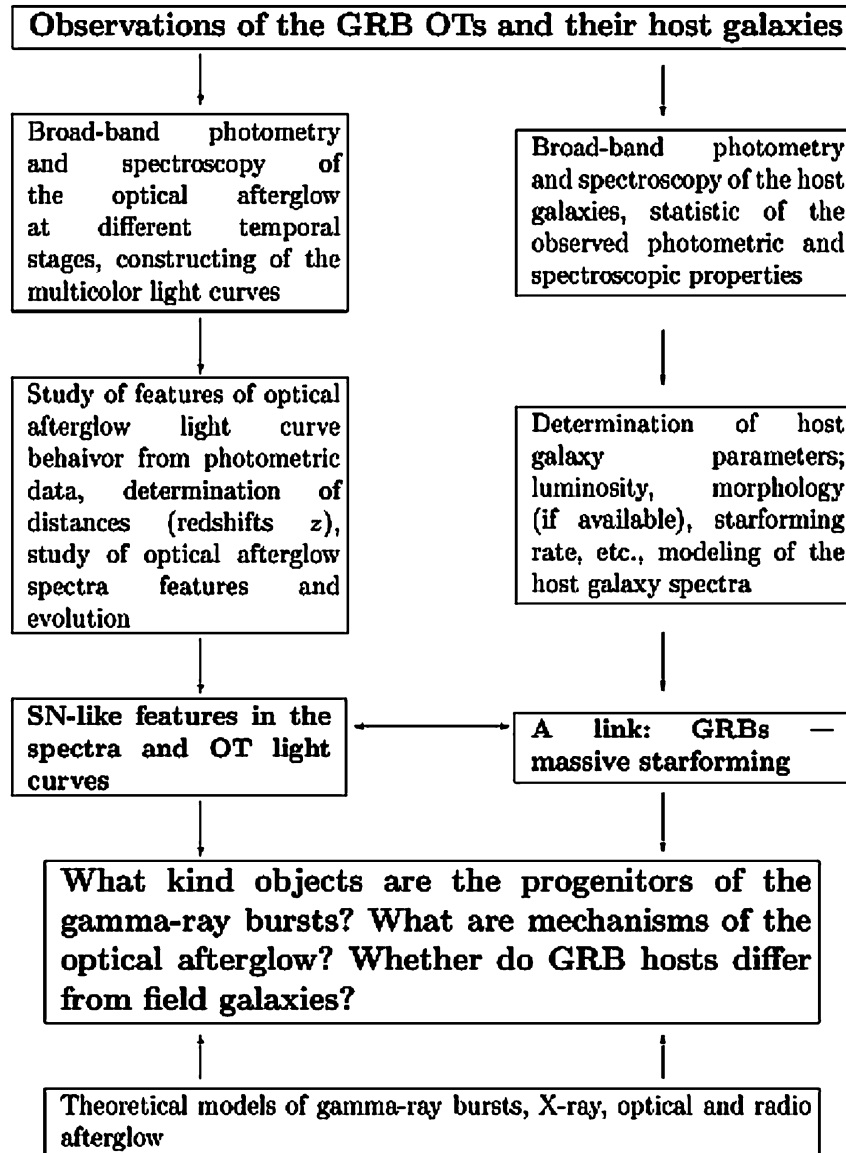 Observations of the GRB OTs and their host galaxies
Broad-band photometry
and spectroscopy of
the optical afterglow
at different temporal
stages, constructing of the
multicolor light curves
Broad-band photometry
and spectroscopy of the host
galaxies, statistic of the
observed photometric and
spectroscopic properties
Study of features of optical
afterglow light curve
behaivor from photometric
data, determination of
distances (redshifts z),
study of optical afterglow
spectra features and
evolution
Determination of host
galaxy parameters;
luminosity, morphology
(if available), starforming
rate, etc., modeling of the
host galaxy spectra
SN-like features in the
spectra and OT light
curves
A link: GRBs —
massive starforming
What kind objects are the progenitors of the
gamma-ray bursts? What are mechanisms of the
optical afterglow? Whether do GRB hosts differ
from field galaxies?
Theoretical models of gamma-ray bursts, X-ray, optical and radio
afterglow